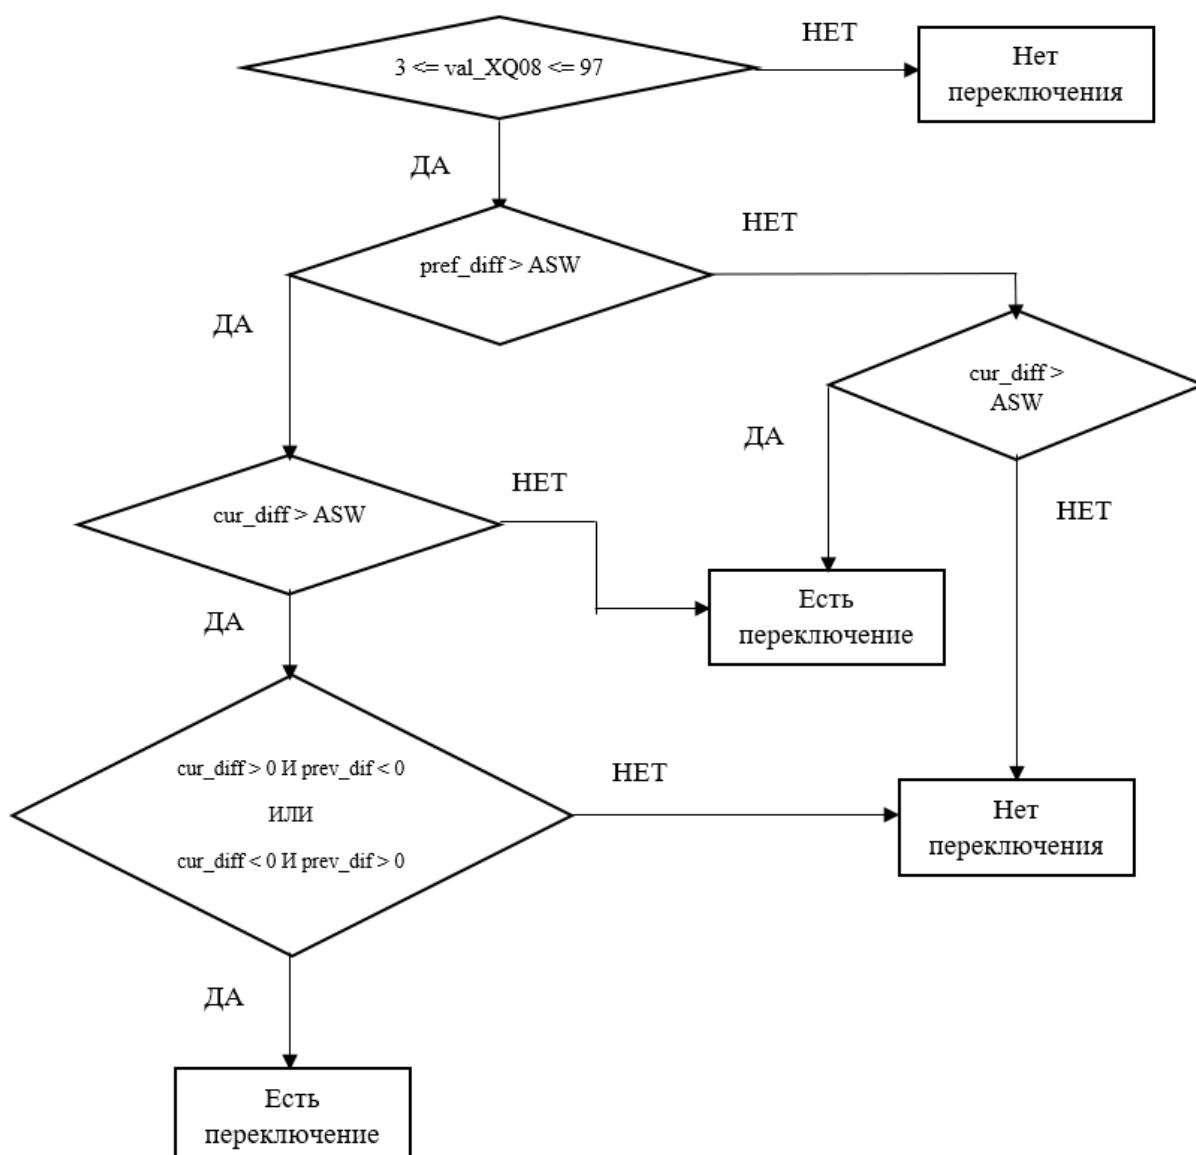 НЕТ
3 <= val_XQ08 <= 97
Нет
переключения
ДА
НЕТ
pref_diff > ASW
ДА
cur_diff >
ASW
ДА
НЕТ
cur_diff > ASW
НЕТ
Есть
переключение
ДА
cur_diff > 0 И prev_dif < 0
ИЛИ
cur_diff < 0 И prev_dif > 0
НЕТ
Нет
переключения
ДА
Есть
переключение